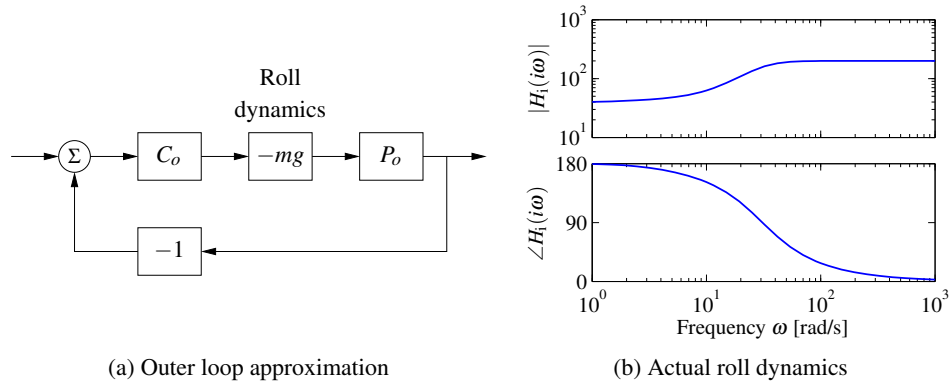 Roll
dynamics
Σ
C_o
−mg
P_o
−1
(a) Outer loop approximation
|H_i(iω)|
10^3
10^2
10^1
∠H_i(iω)
180
90
0
10^0 10^1 10^2 10^3
Frequency ω [rad/s]
(b) Actual roll dynamics